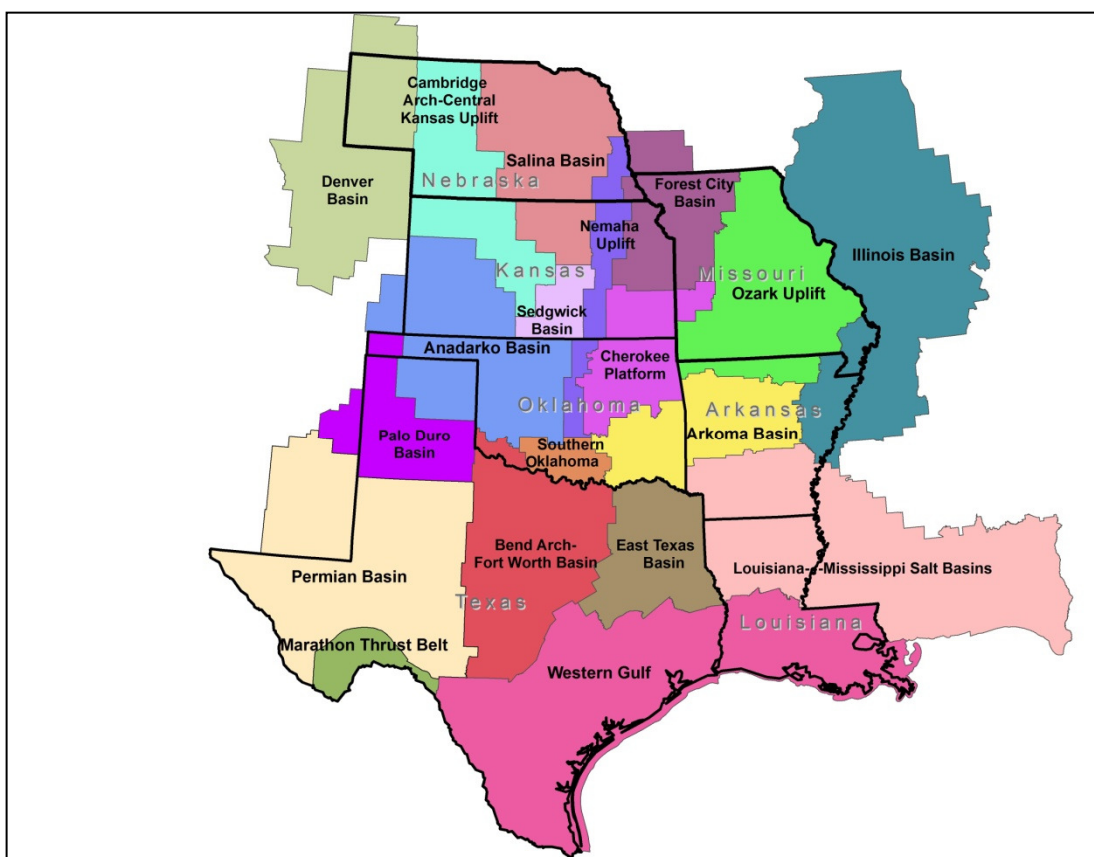 Cambridge
Arch-Central
Kansas Uplift
Salina Basin
Nebraska
Denver
Basin
Forest City
Basin
Nemaha
Uplift
Illinois Basin
Kansas
Missouri
Ozark Uplift
Sedgwick
Basin
Anadarko Basin
Cherokee
Platform
Oklahoma
Arkansas
Arkoma Basin
Palo Duro
Basin
Southern
Oklahoma
Bend Arch-
Fort Worth Basin
East Texas
Basin
Louisiana-Mississippi Salt Basins
Permian Basin
Texas
Louisiana
Marathon Thrust Belt
Western Gulf